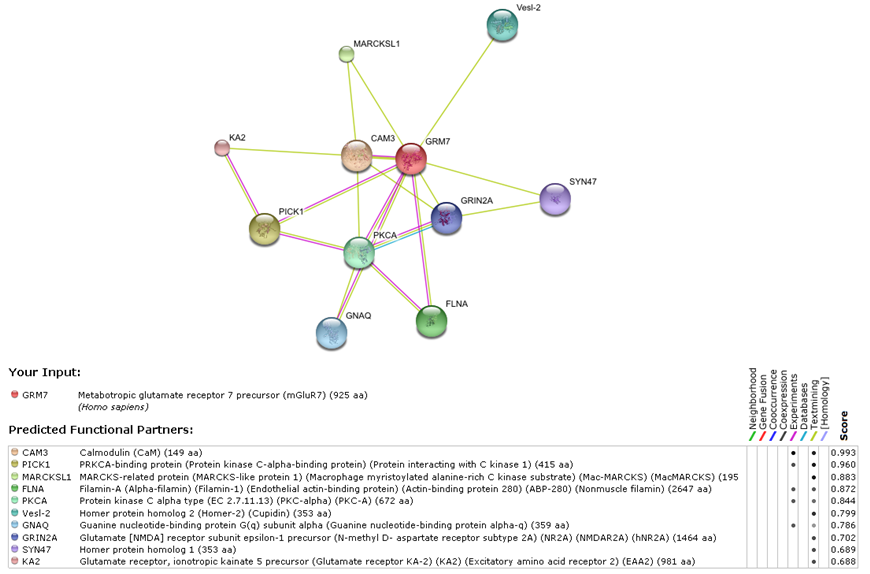 Vesl-2
MARCKSL1
KA2
CAM3
GRM7
SYN47
GRIN2A
PICK1
PKCA
FLNA
GNAQ
Your Input:
GRM7 Metabotropic glutamate receptor 7 precursor (mGluR7) (925 aa)
(Homo sapiens)
Neighborhood
Gene Fusion
Cooccurrence
Coexpression
Experiments
Databases
Textmining
[Homology]
Score
Predicted Functional Partners:
CAM3 Calmodulin (CaM) (149 aa) 0.993
PICK1 PRKCA-binding protein (Protein kinase C-alpha-binding protein) (Protein interacting with C kinase 1) (415 aa) 0.960
MARCKSL1 MARCKS-related protein (MARCKS-like protein 1) (Macrophage myristoylated alanine-rich C kinase substrate) (Mac-MARCKS) (MacMARCKS) (195 0.883
FLNA Filamin-A (Alpha-filamin) (Filamin-1) (Endothelial actin-binding protein) (Actin-binding protein 280) (ABP-280) (Nonmuscle filamin) (2647 aa) 0.872
PKCA Protein kinase C alpha type (EC 2.7.11.13) (PKC-alpha) (PKC-A) (672 aa) 0.844
Vesl-2 Homer protein homolog 2 (Homer-2) (Cupidin) (353 aa) 0.799
GNAQ Guanine nucleotide-binding protein G(q) subunit alpha (Guanine nucleotide-binding protein alpha-q) (359 aa) 0.786
GRIN2A Glutamate [NMDA] receptor subunit epsilon-1 precursor (N-methyl D- aspartate receptor subtype 2A) (NR2A) (NMDAR2A) (hNR2A) (1464 aa) 0.702
SYN47 Homer protein homolog 1 (353 aa) 0.689
KA2 Glutamate receptor, ionotropic kainate 5 precursor (Glutamate receptor KA-2) (KA2) (Excitatory amino acid receptor 2) (EAA2) (981 aa) 0.688